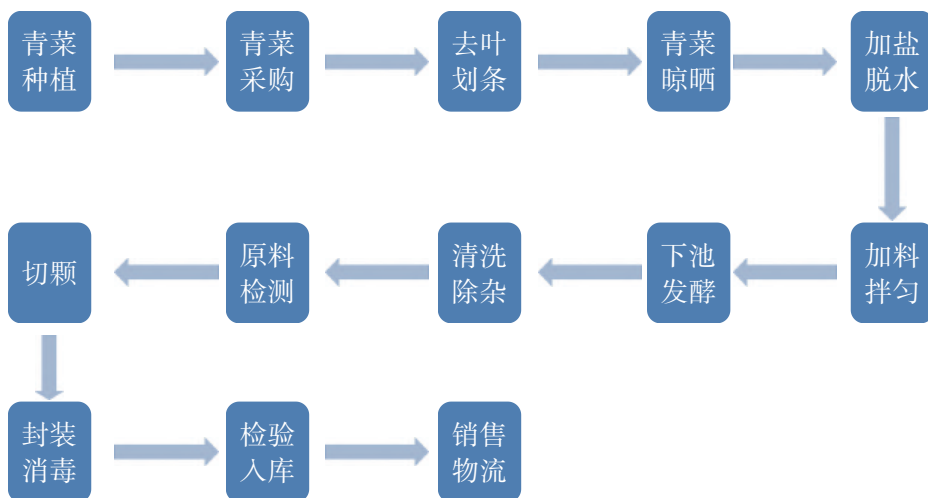 青菜
种植
青菜
采购
去叶
划条
青菜
晾晒
加盐
脱水
加料
拌匀
下池
发酵
清洗
除杂
原料
检测
切颗
封装
消毒
检验
入库
销售
物流